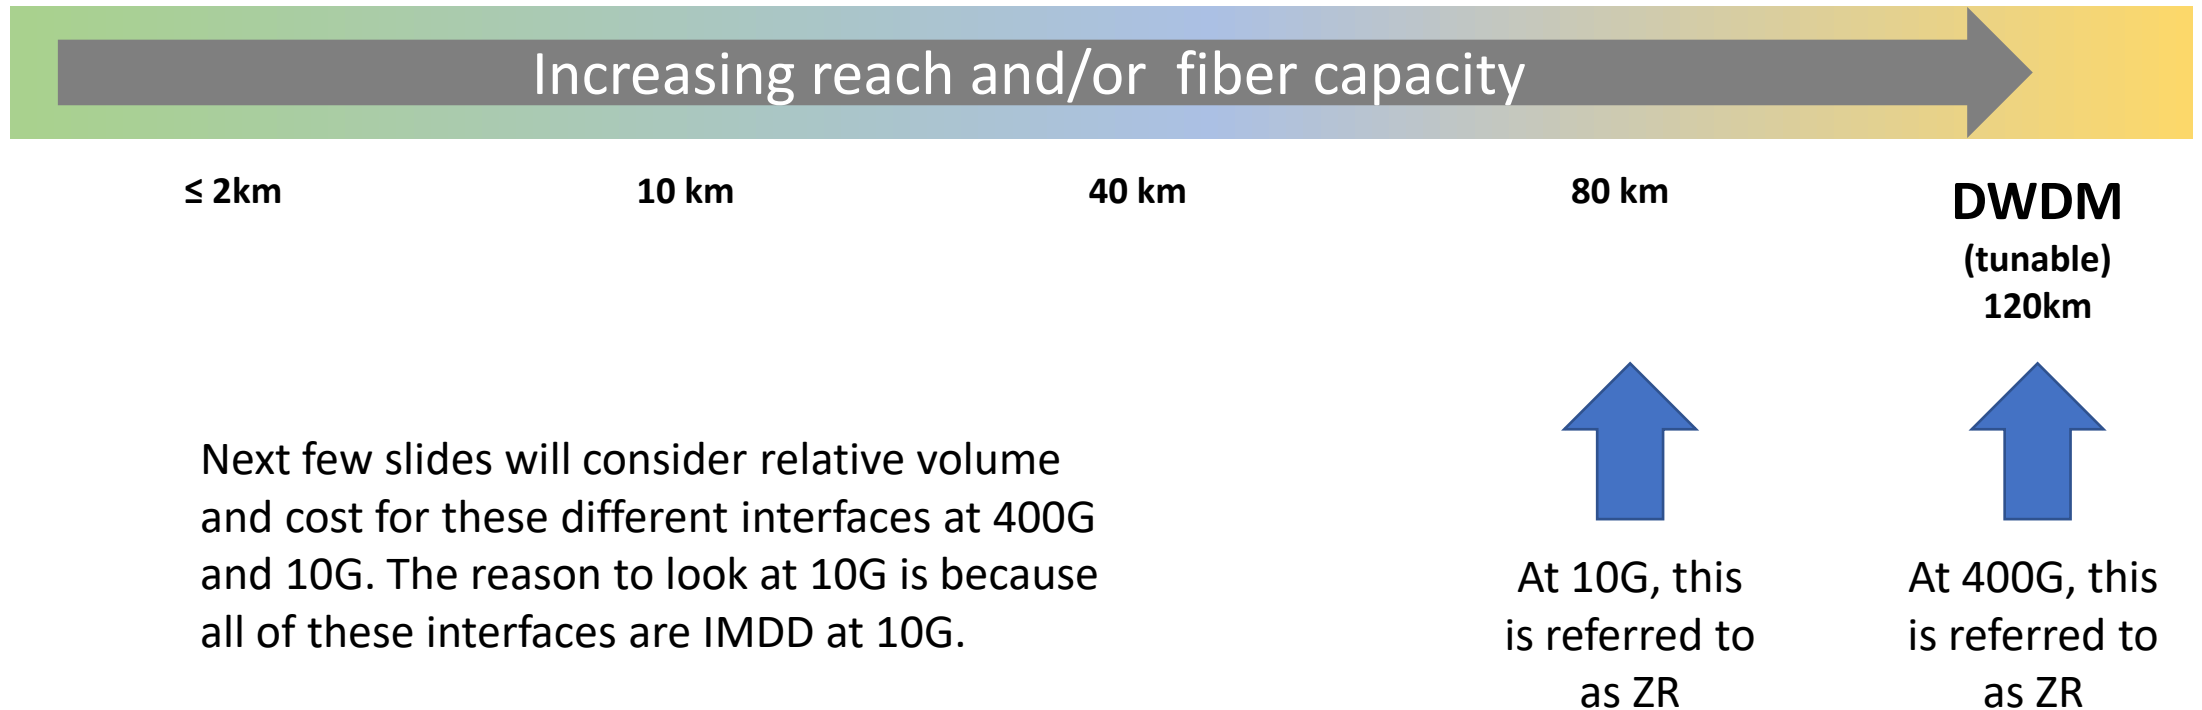 Increasing reach and/or  fiber capacity
≤ 2km
10 km
40 km
80 km
DWDM
(tunable)
120km
Next few slides will consider relative volume
and cost for these different interfaces at 400G
and 10G. The reason to look at 10G is because
all of these interfaces are IMDD at 10G.
At 10G, this
is referred to
as ZR
At 400G, this
is referred to
as ZR